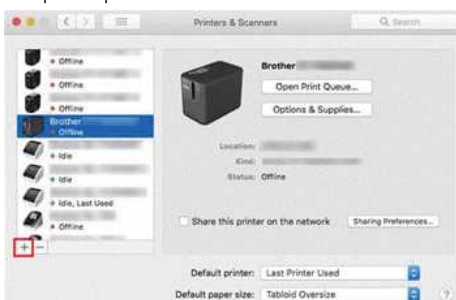 Printers & Scanners
Search
Offline
Offline
Offline
Brother
Offline
Idle
Idle
Idle, Last Used
Offline
+ −
Brother
Open Print Queue...
Options & Supplies...
Location:
Kind:
Status: Offline
Share this printer on the network
Sharing Preferences...
Default printer: Last Printer Used
Default paper size: Tabloid Oversize
?